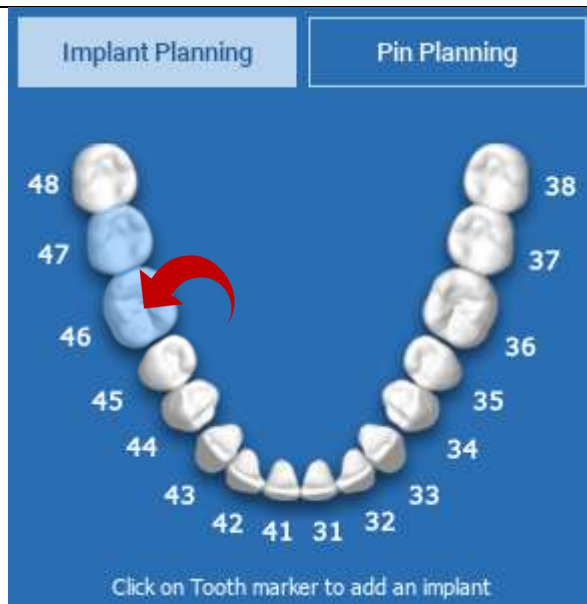 Implant Planning Pin Planning
48 38
47 37
46 36
45 35
44 34
43 33
42 41 31 32
Click on Tooth marker to add an implant